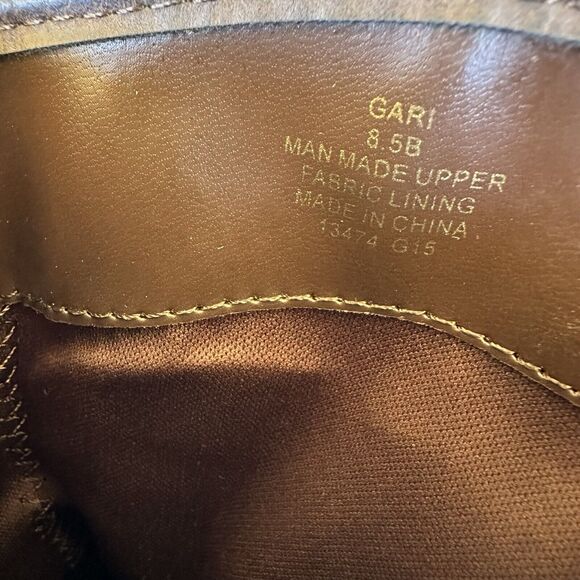 GARI
8.5B
MAN MADE UPPER
FABRIC LINING
MADE IN CHINA
13474 G15